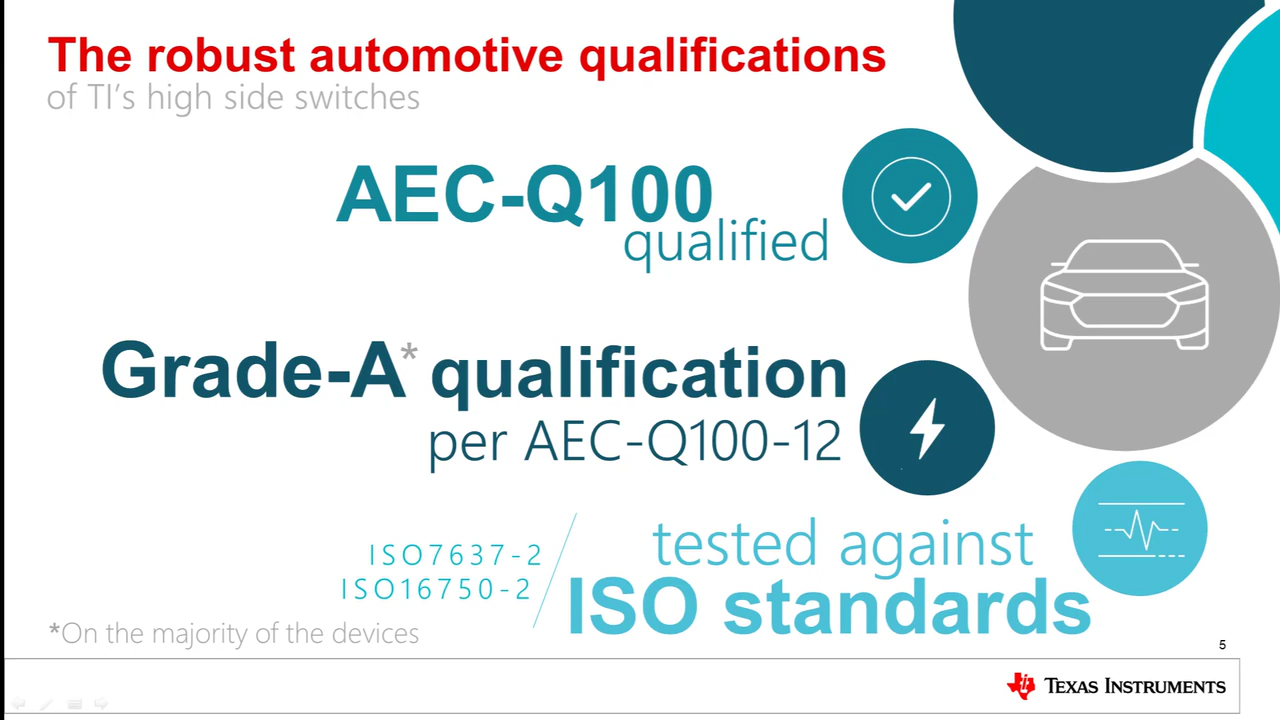 The robust automotive qualifications
of TI's high side switches
AEC-Q100
qualified
Grade-A* qualification
per AEC-Q100-12
ISO7637-2
ISO16750-2
tested against
ISO standards
*On the majority of the devices
5
TEXAS INSTRUMENTS